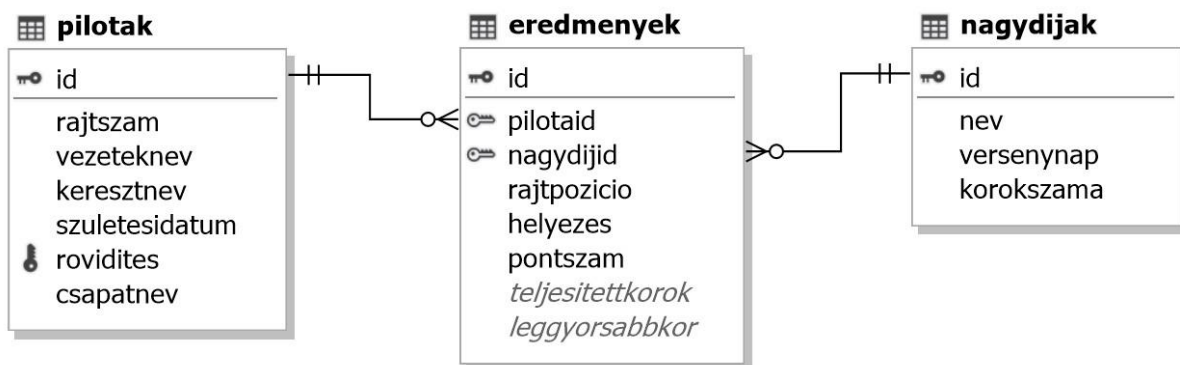 pilotak
id
rajtszam
vezeteknev
keresztnev
szuletesidatum
rovidites
csapatnev
eredmenyek
id
pilotaid
nagydijid
rajtpozicio
helyezes
pontszam
teljesitettkorok
leggyorsabbkor
nagydijak
id
nev
versenynap
korokszama